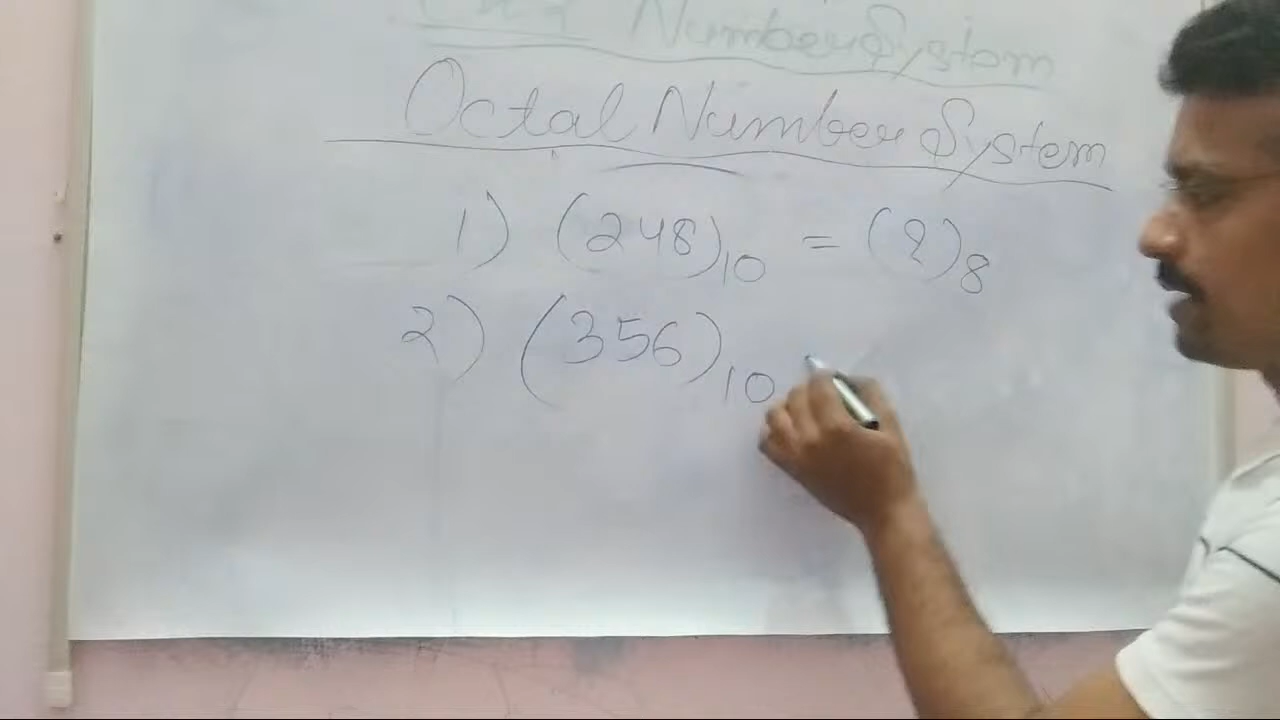 Number System
Octal Number System
1) (248)10 = (?)8
2) (356)10